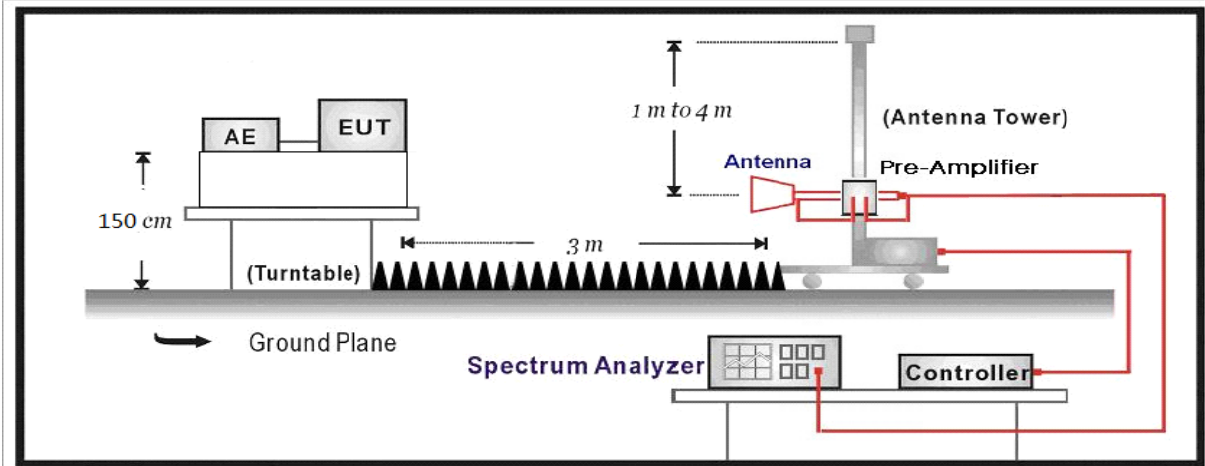 1 m to 4 m
(Antenna Tower)
AE
EUT
Antenna
Pre-Amplifier
150 cm
3 m
(Turntable)
Ground Plane
Spectrum Analyzer
Controller